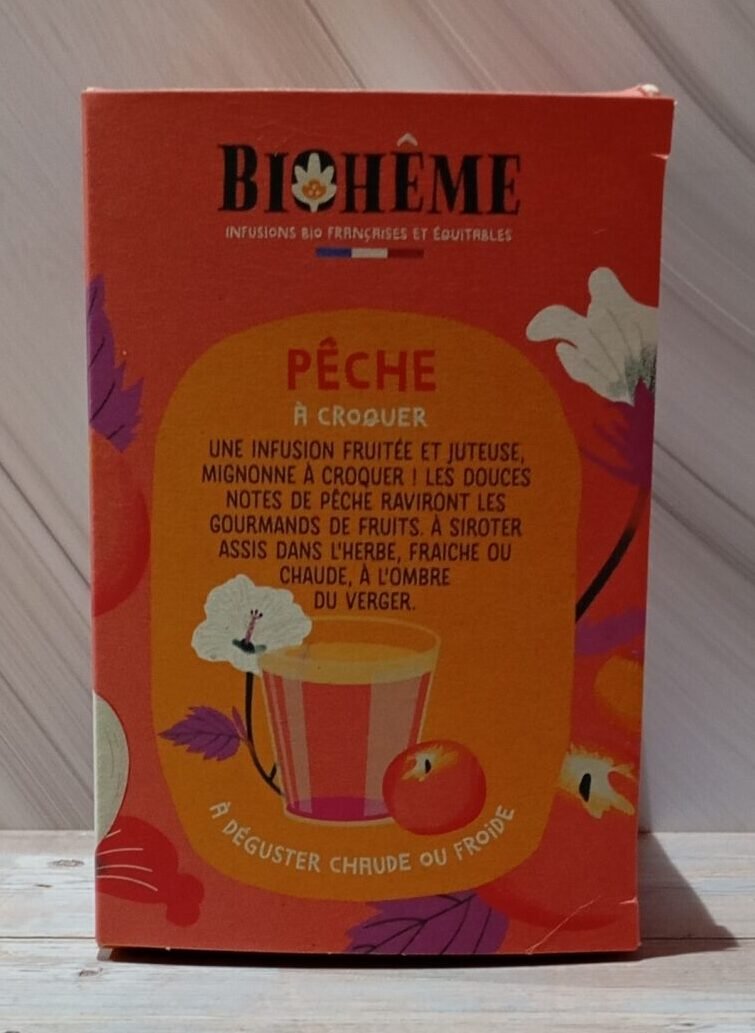 BIOHÊME
INFUSIONS BIO FRANÇAISES ET ÉQUITABLES
PÊCHE
À CROQUER
UNE INFUSION FRUITÉE ET JUTEUSE,
MIGNONNE À CROQUER ! LES DOUCES
NOTES DE PÊCHE RAVIRONT LES
GOURMANDS DE FRUITS. À SIROTER
ASSIS DANS L'HERBE, FRAICHE OU
CHAUDE, À L'OMBRE
DU VERGER.
À DÉGUSTER CHAUDE OU FROIDE